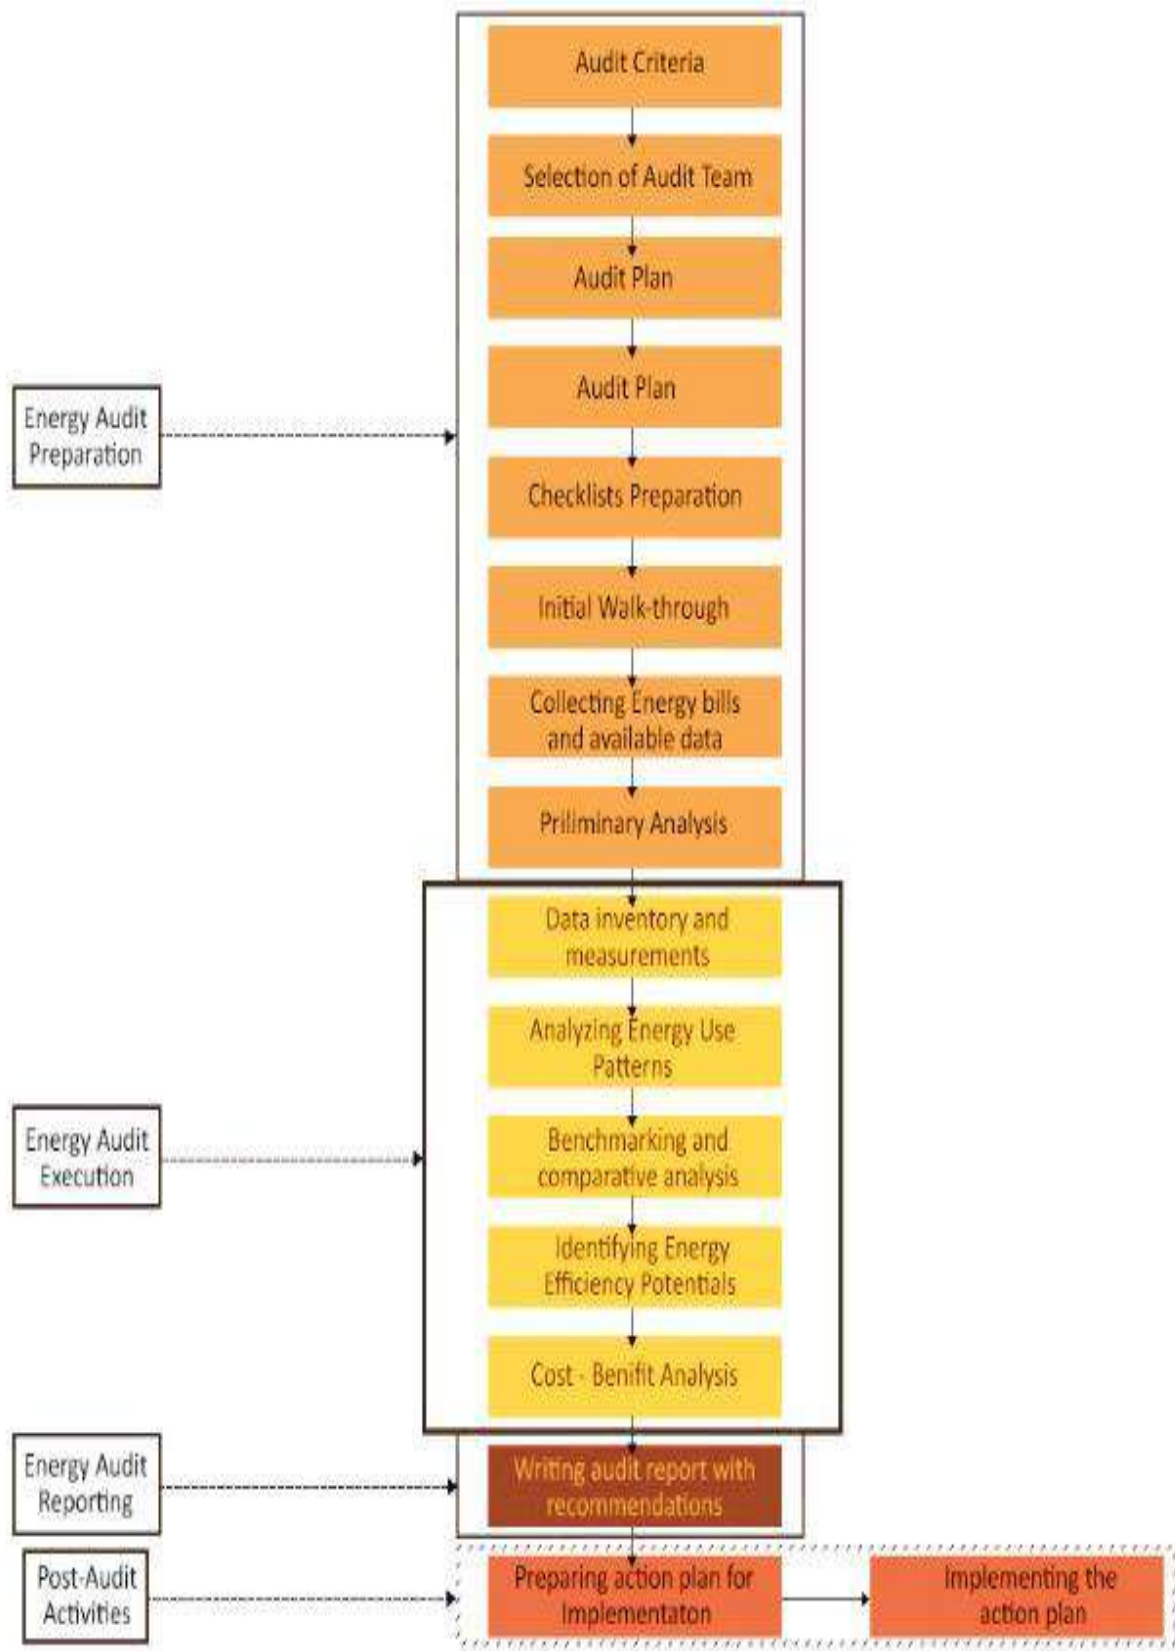 Audit Criteria
Selection of Audit Team
Audit Plan
Audit Plan
Energy Audit
Preparation
Checklists Preparation
Initial Walk-through
Collecting Energy bills
and available data
Priliminary Analysis
Data inventory and
measurements
Analyzing Energy Use
Patterns
Energy Audit
Execution
Benchmarking and
comparative analysis
Identifying Energy
Efficiency Potentials
Cost - Benifit Analysis
Energy Audit
Reporting
Writing audit report with
recommendations
Post-Audit
Activities
Preparing action plan for
Implementaton
Implementing the
action plan